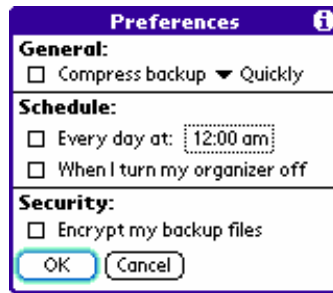 Preferences i
General:
Compress backup Quickly
Schedule:
Every day at: 12:00 am
When I turn my organizer off
Security:
Encrypt my backup files
OK Cancel